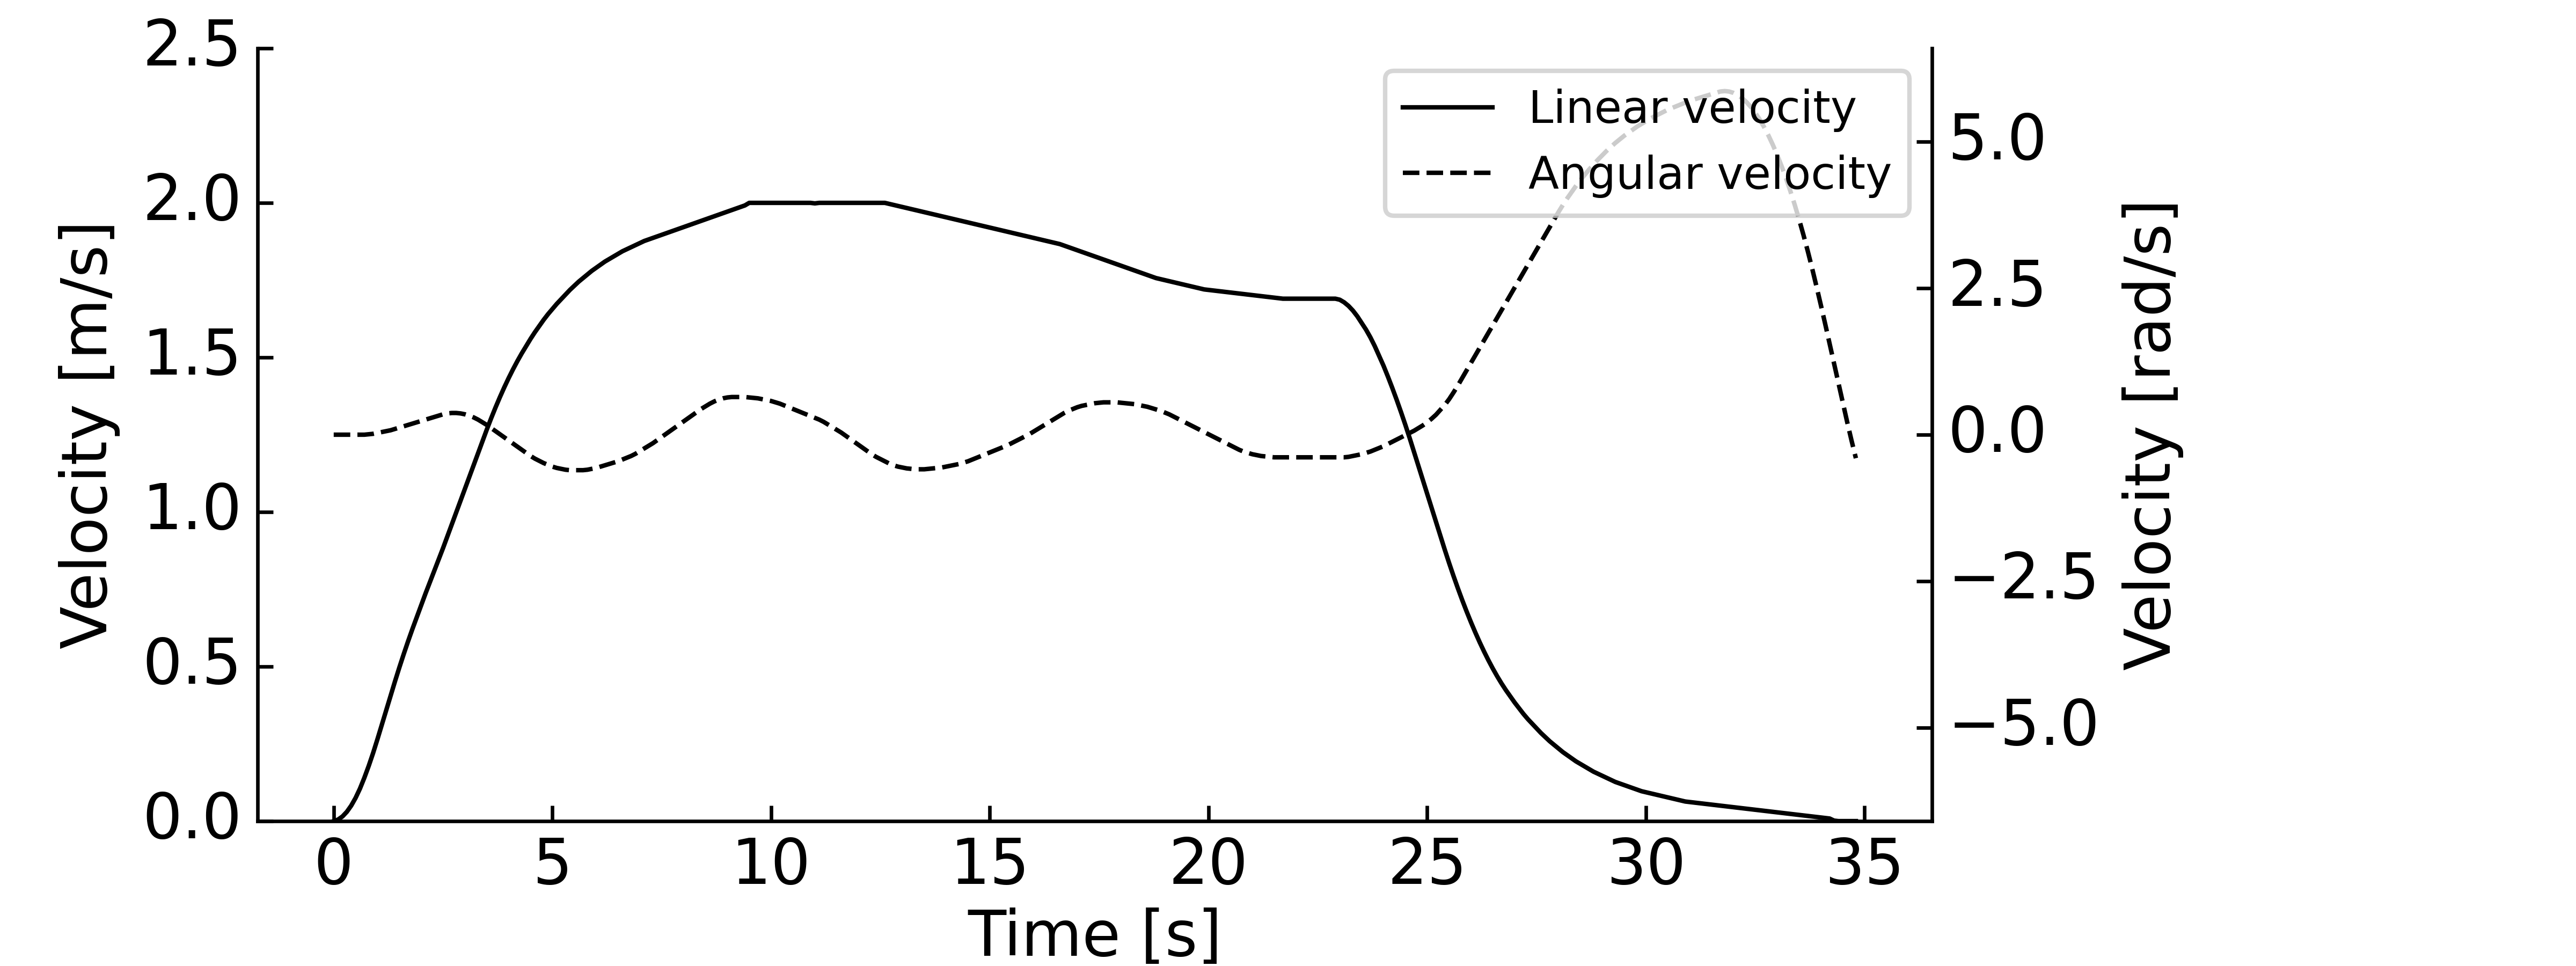 2.5
2.0
1.5
1.0
0.5
0.0
Velocity [m/s]
Linear velocity
Angular velocity
5.0
2.5
0.0
−2.5
−5.0
Velocity [rad/s]
0 5 10 15 20 25 30 35
Time [s]